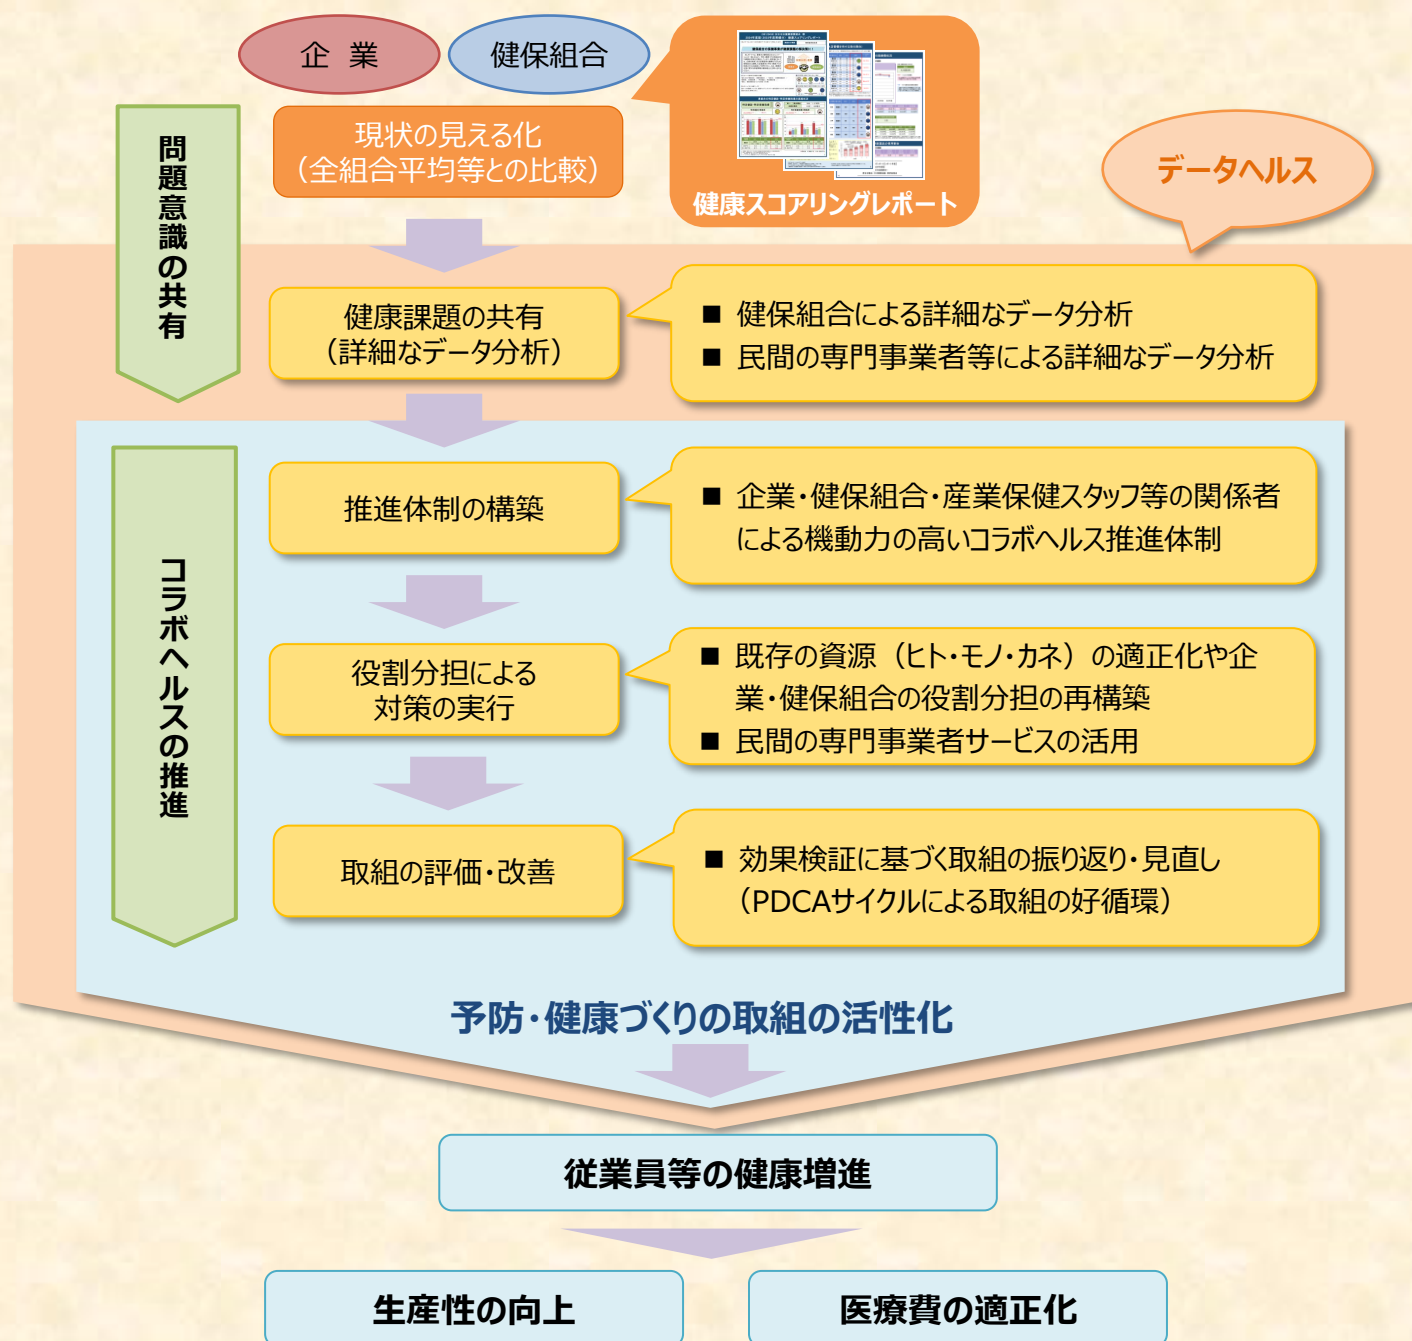 企 業
健保組合
現状の見える化
（全組合平均等との比較）
健康スコアリングレポート
データヘルス
問題意識の共有
健康課題の共有
（詳細なデータ分析）
■ 健保組合による詳細なデータ分析
■ 民間の専門事業者等による詳細なデータ分析
コラボヘルスの推進
推進体制の構築
■ 企業・健保組合・産業保健スタッフ等の関係者
による機動力の高いコラボヘルス推進体制
役割分担による
対策の実行
■ 既存の資源（ヒト・モノ・カネ）の適正化や企
業・健保組合の役割分担の再構築
■ 民間の専門事業者サービスの活用
取組の評価・改善
■ 効果検証に基づく取組の振り返り・見直し
（PDCAサイクルによる取組の好循環）
予防・健康づくりの取組の活性化
従業員等の健康増進
生産性の向上
医療費の適正化